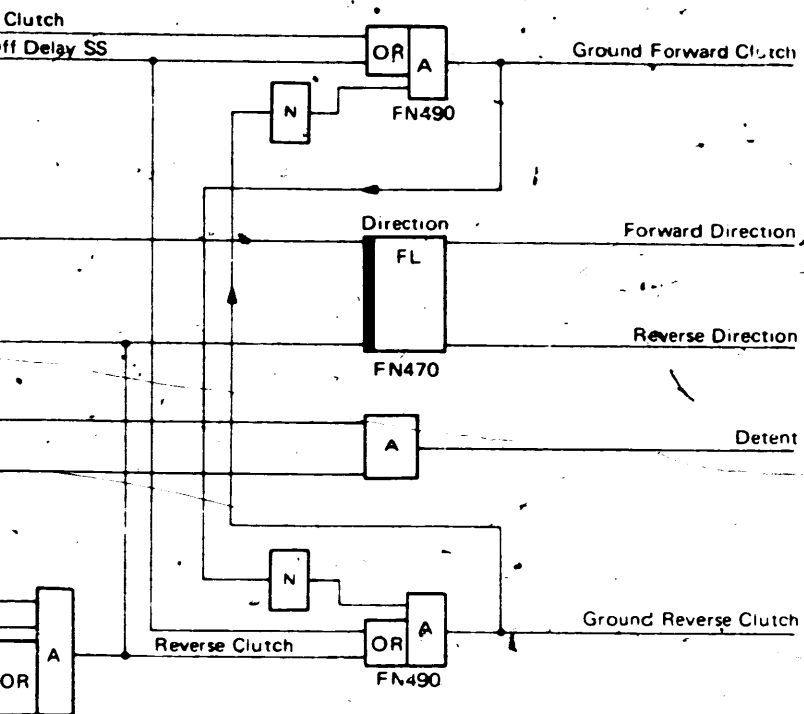 Clutch
ff Delay SS
OR
A
Ground Forward Clutch
N
FN490
Direction
Forward Direction
FL
Reverse Direction
FN470
A
Detent
N
Ground Reverse Clutch
A
Reverse Clutch
OR
A
OR
FN490